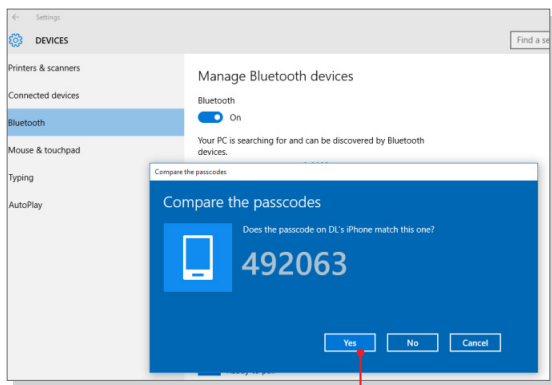 Settings
DEVICES
Find a se
Printers & scanners
Connected devices
Bluetooth
Mouse & touchpad
Typing
AutoPlay
Manage Bluetooth devices
Bluetooth
On
Your PC is searching for and can be discovered by Bluetooth
devices.
Compare the passcodes
Compare the passcodes
Does the passcode on DL's iPhone match this one?
492063
Yes
No
Cancel